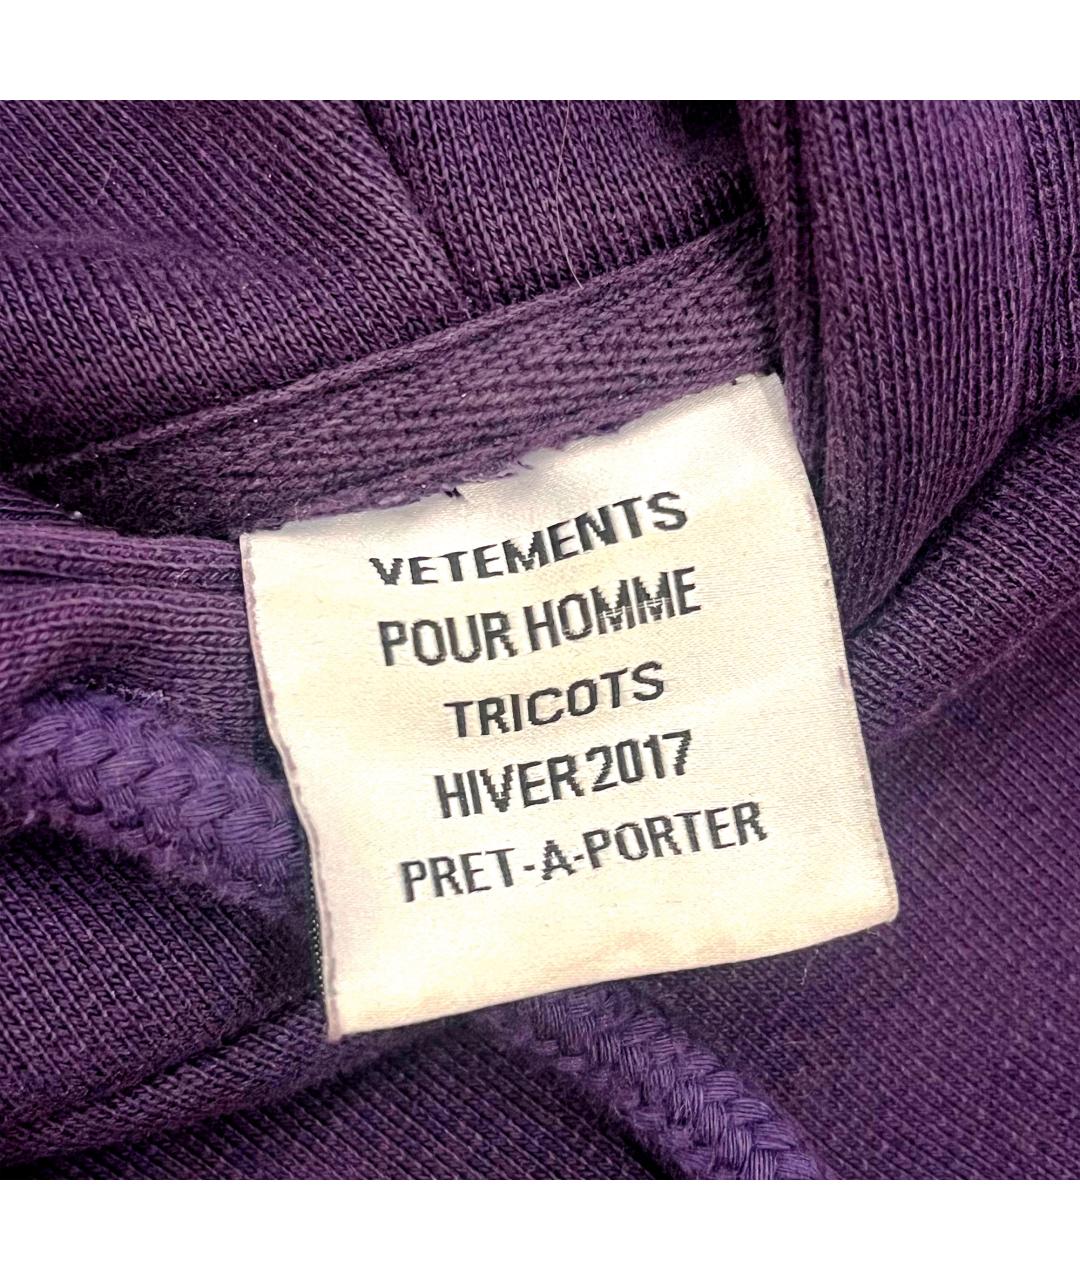 VETEMENTS
POUR HOMME
TRICOTS
HIVER 2017
PRET-A-PORTER